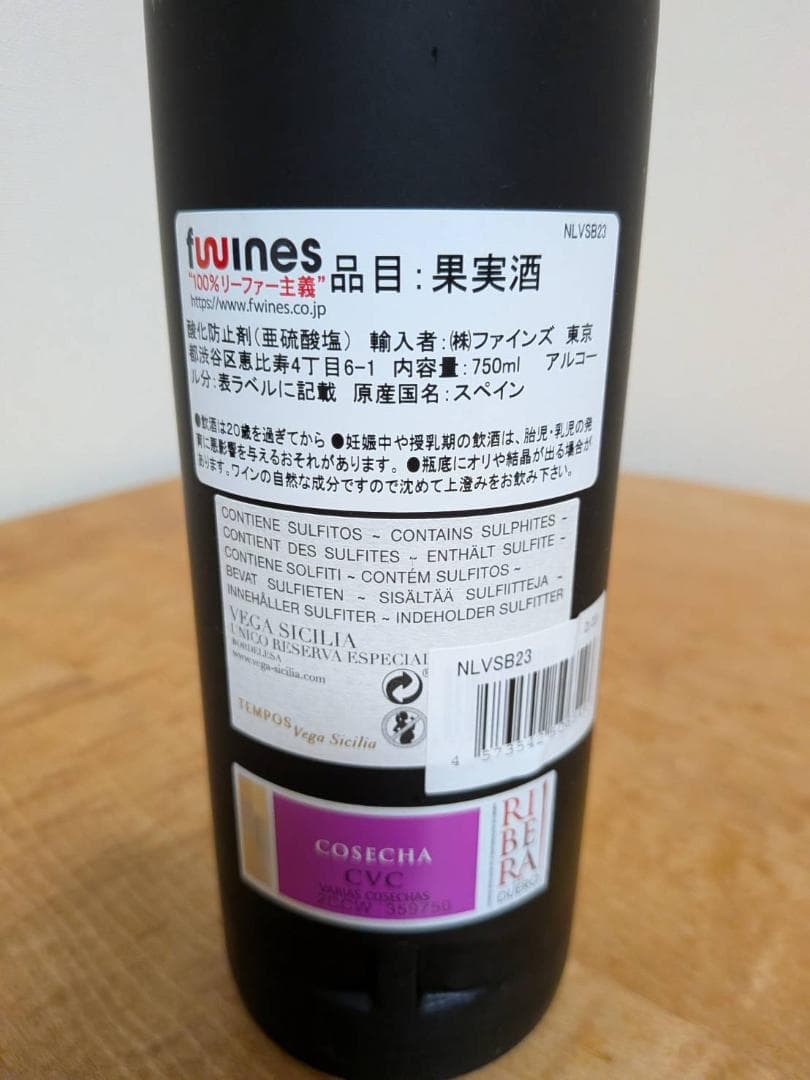 fwines
NLVSB23
"100%リーファー主義"
品目:果実酒
https://www.fwines.co.jp
酸化防止剤(亜硫酸塩) 輸入者:㈱ファインズ 東京
都渋谷区恵比寿4丁目6-1 内容量:750ml アルコー
ル分:表ラベルに記載 原産国名:スペイン
●飲酒は20歳を過ぎてから ●妊娠中や授乳期の飲酒は、胎児・乳児の発
育に悪影響を与えるおそれがあります。 ●瓶底にオリや結晶が出る場合が
あります。ワインの自然な成分ですので沈めて上澄みをお飲み下さい。
CONTIENE SULFITOS ~ CONTAINS SULPHITES ~
CONTIENT DES SULFITES ~ ENTHÄLT SULFITE ~
CONTIENE SOLFITI ~ CONTÉM SULFITOS ~
BEVAT SULFIETEN ~ SISÄLTÄÄ SULFIITTEJA ~
INNEHÅLLER SULFITER ~ INDEHOLDER SULFITTER
VEGA SICILIA
UNICO RESERVA ESPECIAL
BORDELESA
www.vega-sicilia.com
TEMPOS Vega Sicilia
NLVSB23
COSECHA
CVC
VARIAS COSECHAS
359750
RIBERA
DUERO